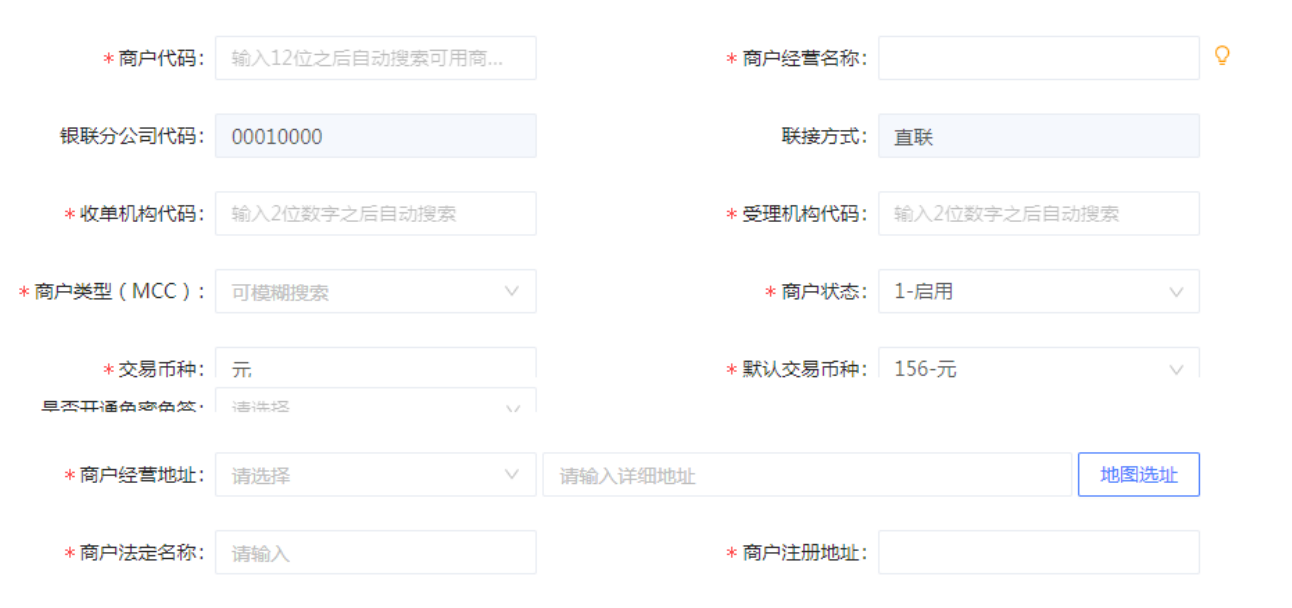 * 商户代码: 输入12位之后自动搜索可用商... * 商户经营名称:
银联分公司代码: 00010000 联接方式: 直联
* 收单机构代码: 输入2位数字之后自动搜索 * 受理机构代码: 输入2位数字之后自动搜索
* 商户类型 ( MCC ) : 可模糊搜索 * 商户状态: 1-启用
* 交易币种: 元 * 默认交易币种: 156-元
是否开通免密免签: 请选择
* 商户经营地址: 请选择 请输入详细地址 地图选址
* 商户法定名称: 请输入 * 商户注册地址: